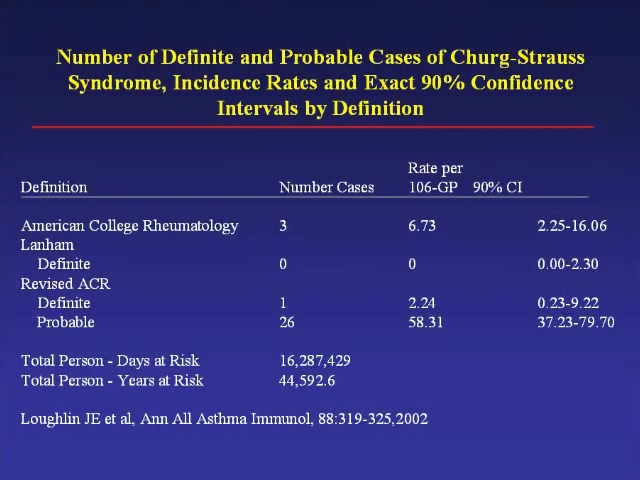 Number of Definite and Probable Cases of Churg-Strauss
Syndrome, Incidence Rates and Exact 90% Confidence
Intervals by Definition
Rate per
Definition Number Cases 106-GP 90% CI
American College Rheumatology 3 6.73 2.25-16.06
Lanham
Definite 0 0 0.00-2.30
Revised ACR
Definite 1 2.24 0.23-9.22
Probable 26 58.31 37.23-79.70
Total Person - Days at Risk 16,287,429
Total Person - Years at Risk 44,592.6
Loughlin JE et al, Ann All Asthma Immunol, 88:319-325,2002